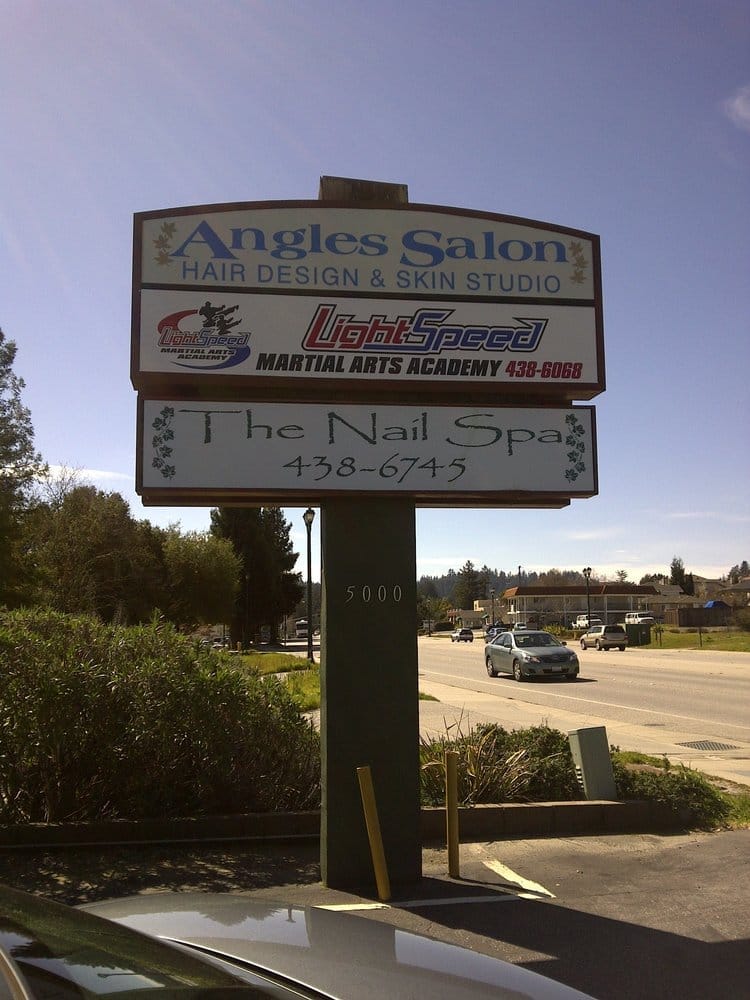 Angles Salon
HAIR DESIGN & SKIN STUDIO
LightSpeed
MARTIAL ARTS
ACADEMY
LightSpeed
MARTIAL ARTS ACADEMY 438-6068
The Nail Spa
438-6745
5000